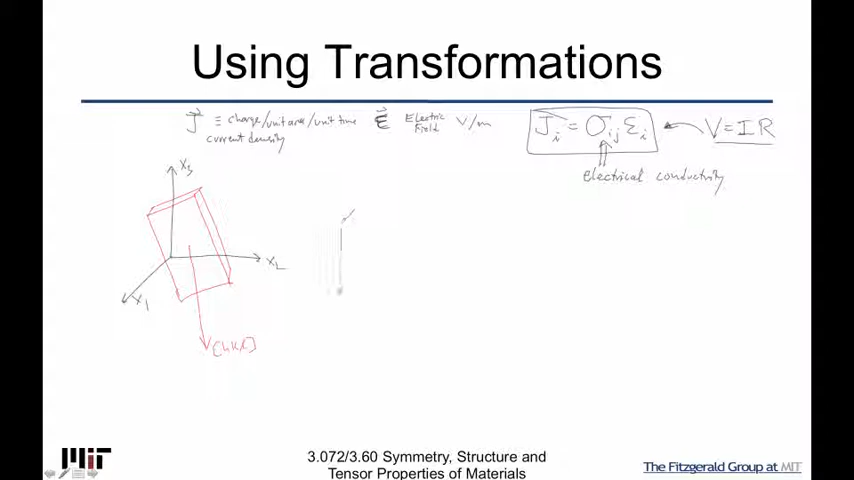 Using Transformations
J ≡ charge/unit area/unit time
current density
ℰ Electric Field V/m
J_i = σ_ij ℰ_i ← V = IR
Electrical conductivity
x3
x2
x1
[hkl]
MIT
3.072/3.60 Symmetry, Structure and
Tensor Properties of Materials
The Fitzgerald Group at MIT